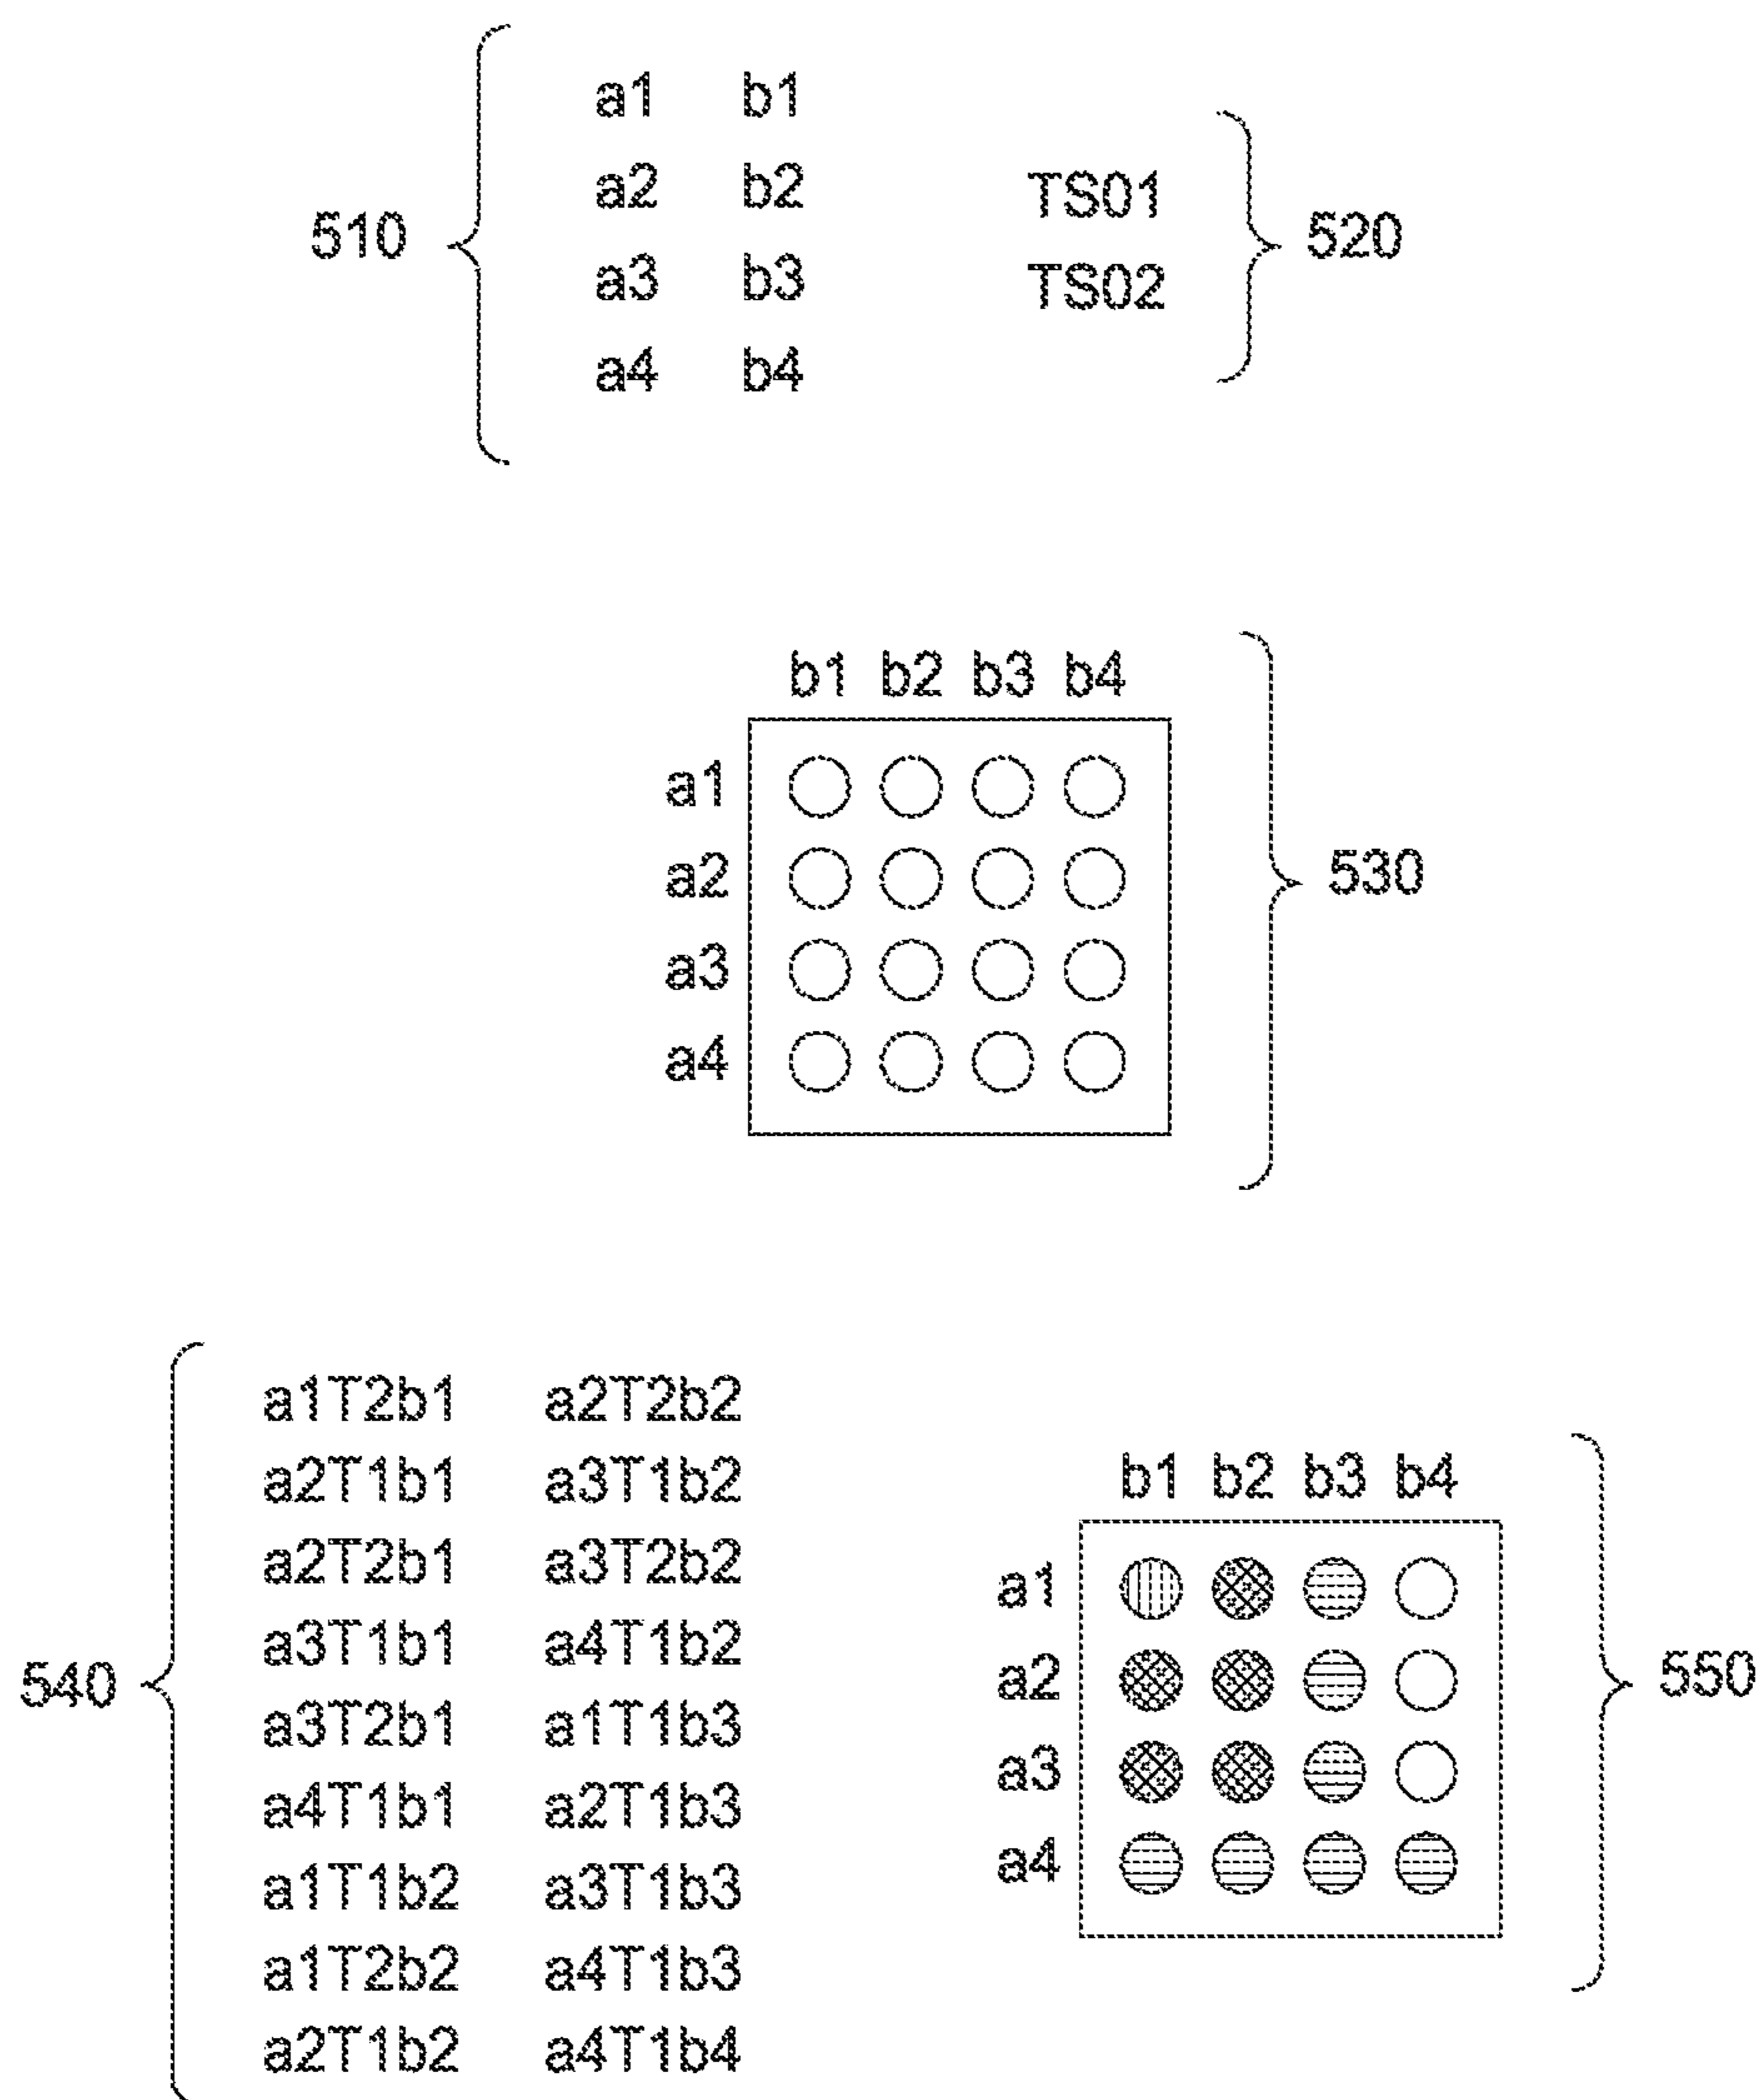 a1 b1
a2 b2 TS01
510 520
a3 b3 TS02
a4 b4
b1 b2 b3 b4
a1
a2 530
a3
a4
a1T2b1 a2T2b2
a2T1b1 a3T1b2
a2T2b1 a3T2b2
a3T1b1 a4T1b2
540
a3T2b1 a1T1b3
a4T1b1 a2T1b3
a1T1b2 a3T1b3
a1T2b2 a4T1b3
a2T1b2 a4T1b4
b1 b2 b3 b4
a1
a2 550
a3
a4